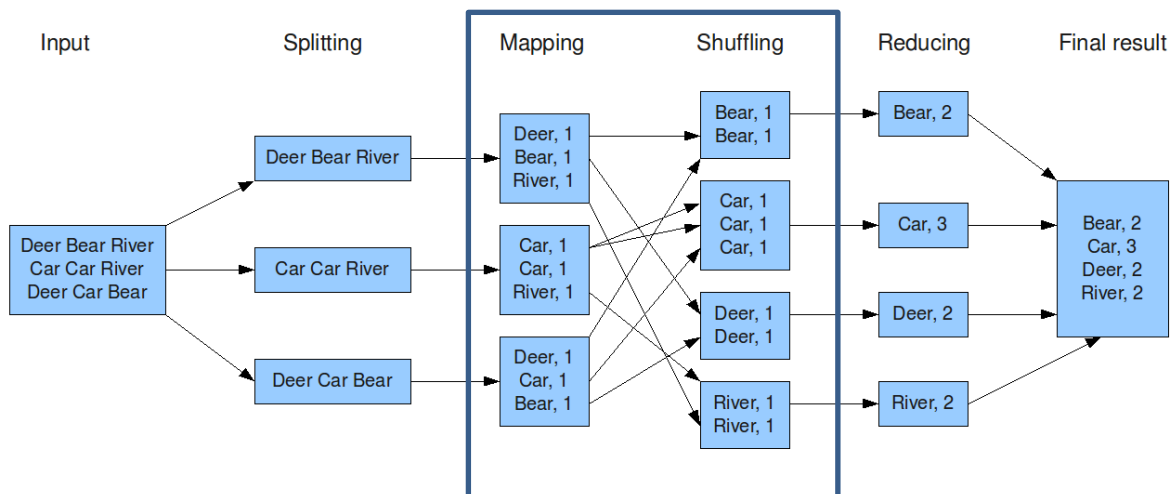 Input
Splitting
Mapping
Shuffling
Reducing
Final result
Deer Bear River
Car Car River
Deer Car Bear
Deer Bear River
Car Car River
Deer Car Bear
Deer, 1
Bear, 1
River, 1
Car, 1
Car, 1
River, 1
Deer, 1
Car, 1
Bear, 1
Bear, 1
Bear, 1
Car, 1
Car, 1
Car, 1
Deer, 1
Deer, 1
River, 1
River, 1
Bear, 2
Car, 3
Deer, 2
River, 2
Bear, 2
Car, 3
Deer, 2
River, 2